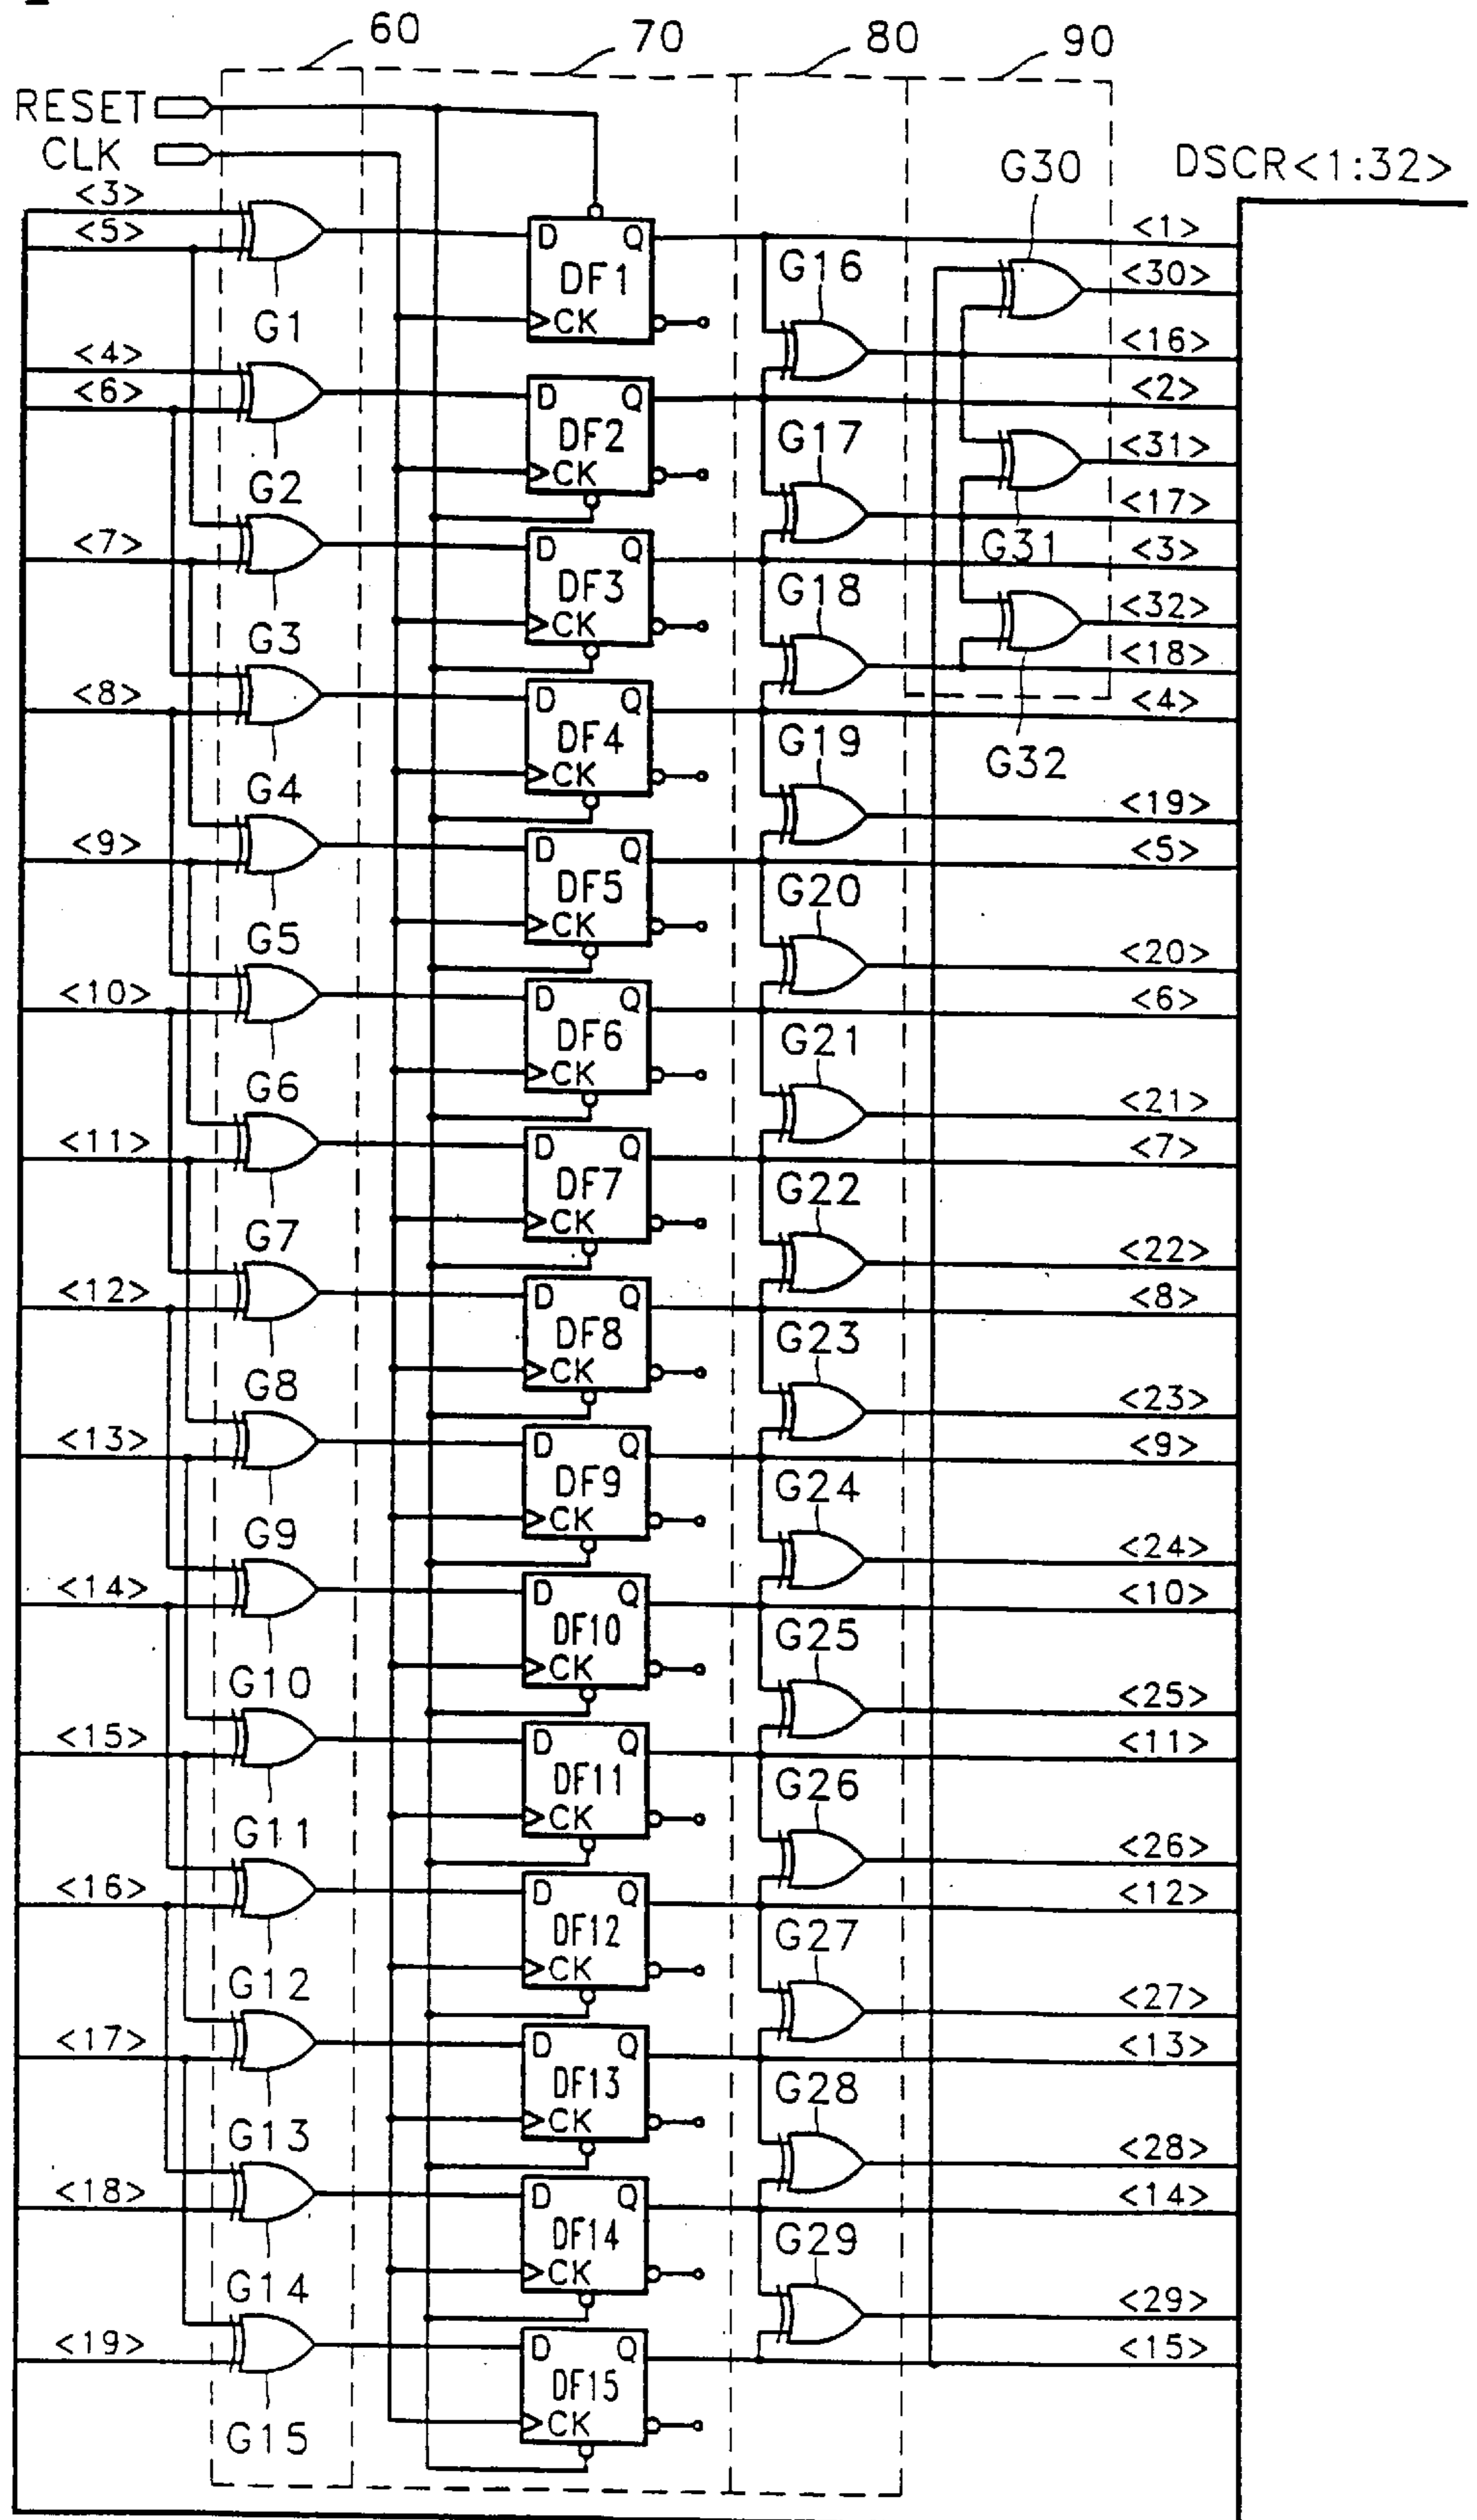 60 70 80 90
RESET
CLK
DSCR<1:32>
G30
<3>
<5>
D Q
DF1
CK
<1>
G16
<30>
G1
<4>
<6>
<16>
<2>
D Q
DF2
CK
G17
<31>
G2
<17>
<7>
D Q
DF3
CK
G31
<3>
G18
<32>
G3
<18>
<8>
D Q
DF4
CK
<4>
G19
G32
G4
<19>
<9>
D Q
DF5
CK
<5>
G20
G5
<20>
<10>
D Q
DF6
CK
<6>
G21
G6
<21>
<11>
D Q
DF7
CK
<7>
G22
G7
<22>
<12>
D Q
DF8
CK
<8>
G23
G8
<23>
<13>
D Q
DF9
CK
<9>
G24
G9
<24>
<14>
D Q
DF10
CK
<10>
G25
G10
<25>
<15>
D Q
DF11
CK
<11>
G26
G11
<26>
<16>
D Q
DF12
CK
<12>
G27
G12
<27>
<17>
D Q
DF13
CK
<13>
G28
G13
<28>
<18>
D Q
DF14
CK
<14>
G29
G14
<29>
<19>
D Q
DF15
CK
<15>
G15